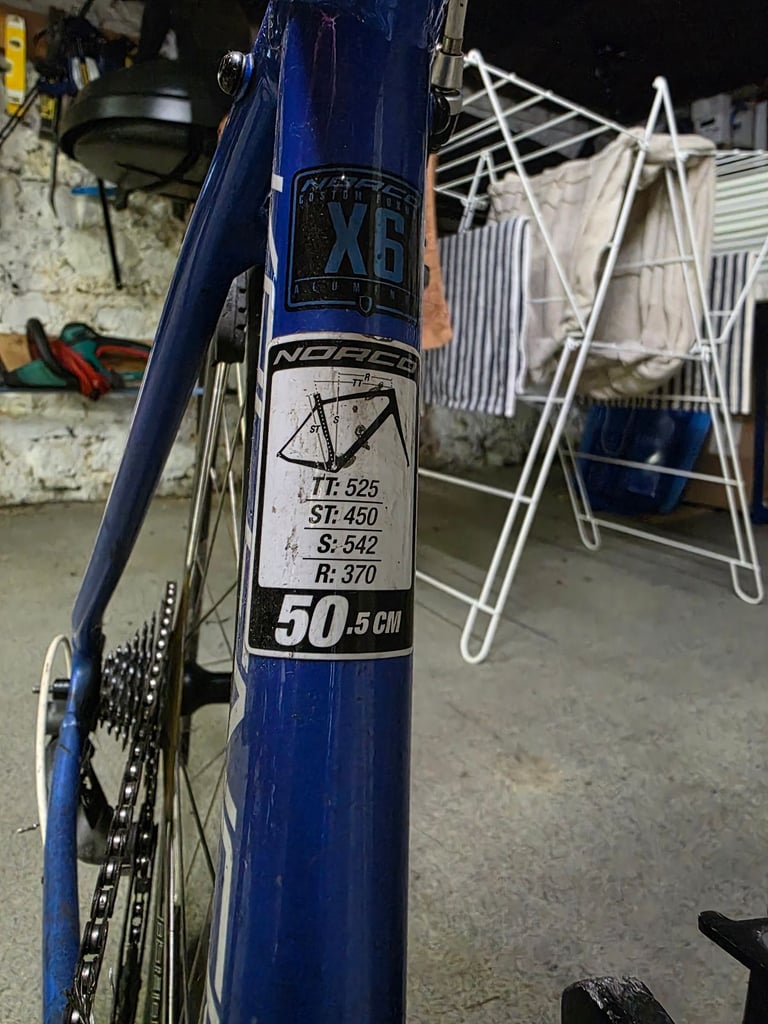 NORCO
X6
NORCO
R
TT
S
ST
TT: 525
ST: 450
S: 542
R: 370
50.5 CM